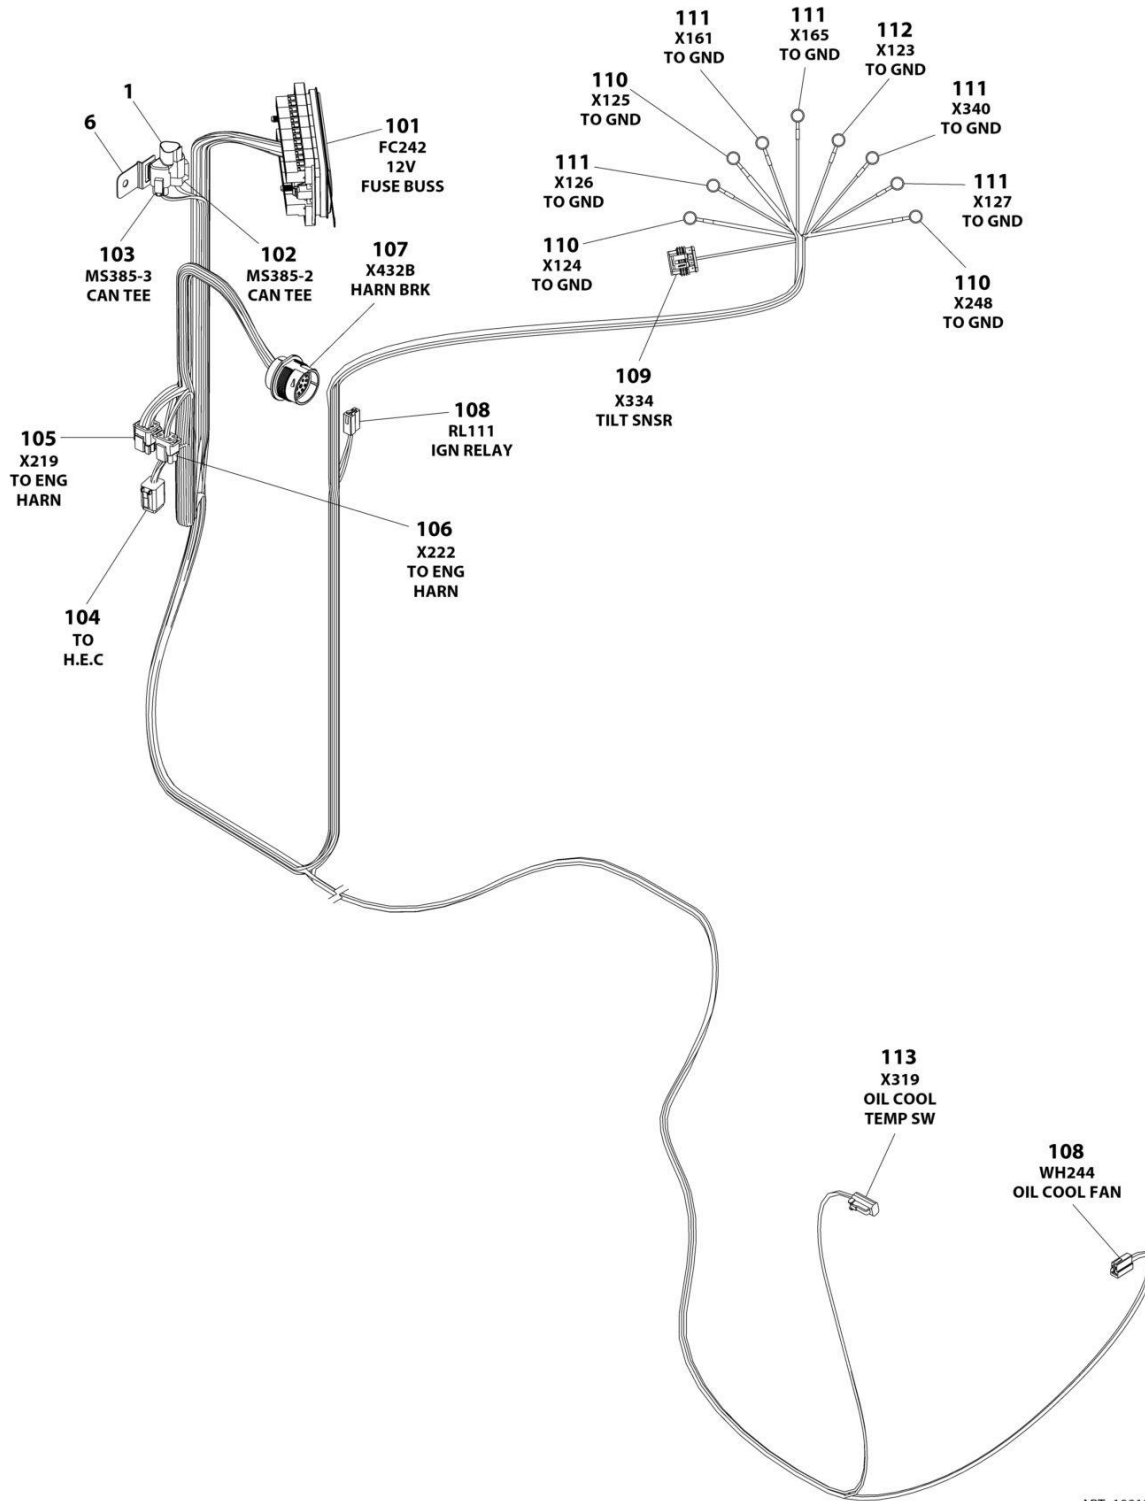 111
X161
TO GND
111
X165
TO GND
112
X123
TO GND
110
X125
TO GND
111
X340
TO GND
1
6
101
FC242
12V
FUSE BUSS
111
X126
TO GND
111
X127
TO GND
103
MS385-3
CAN TEE
102
MS385-2
CAN TEE
107
X432B
HARN BRK
110
X124
TO GND
110
X248
TO GND
109
X334
TILT SNSR
108
RL111
IGN RELAY
105
X219
TO ENG
HARN
106
X222
TO ENG
HARN
104
TO
H.E.C
113
X319
OIL COOL
TEMP SW
108
WH244
OIL COOL FAN